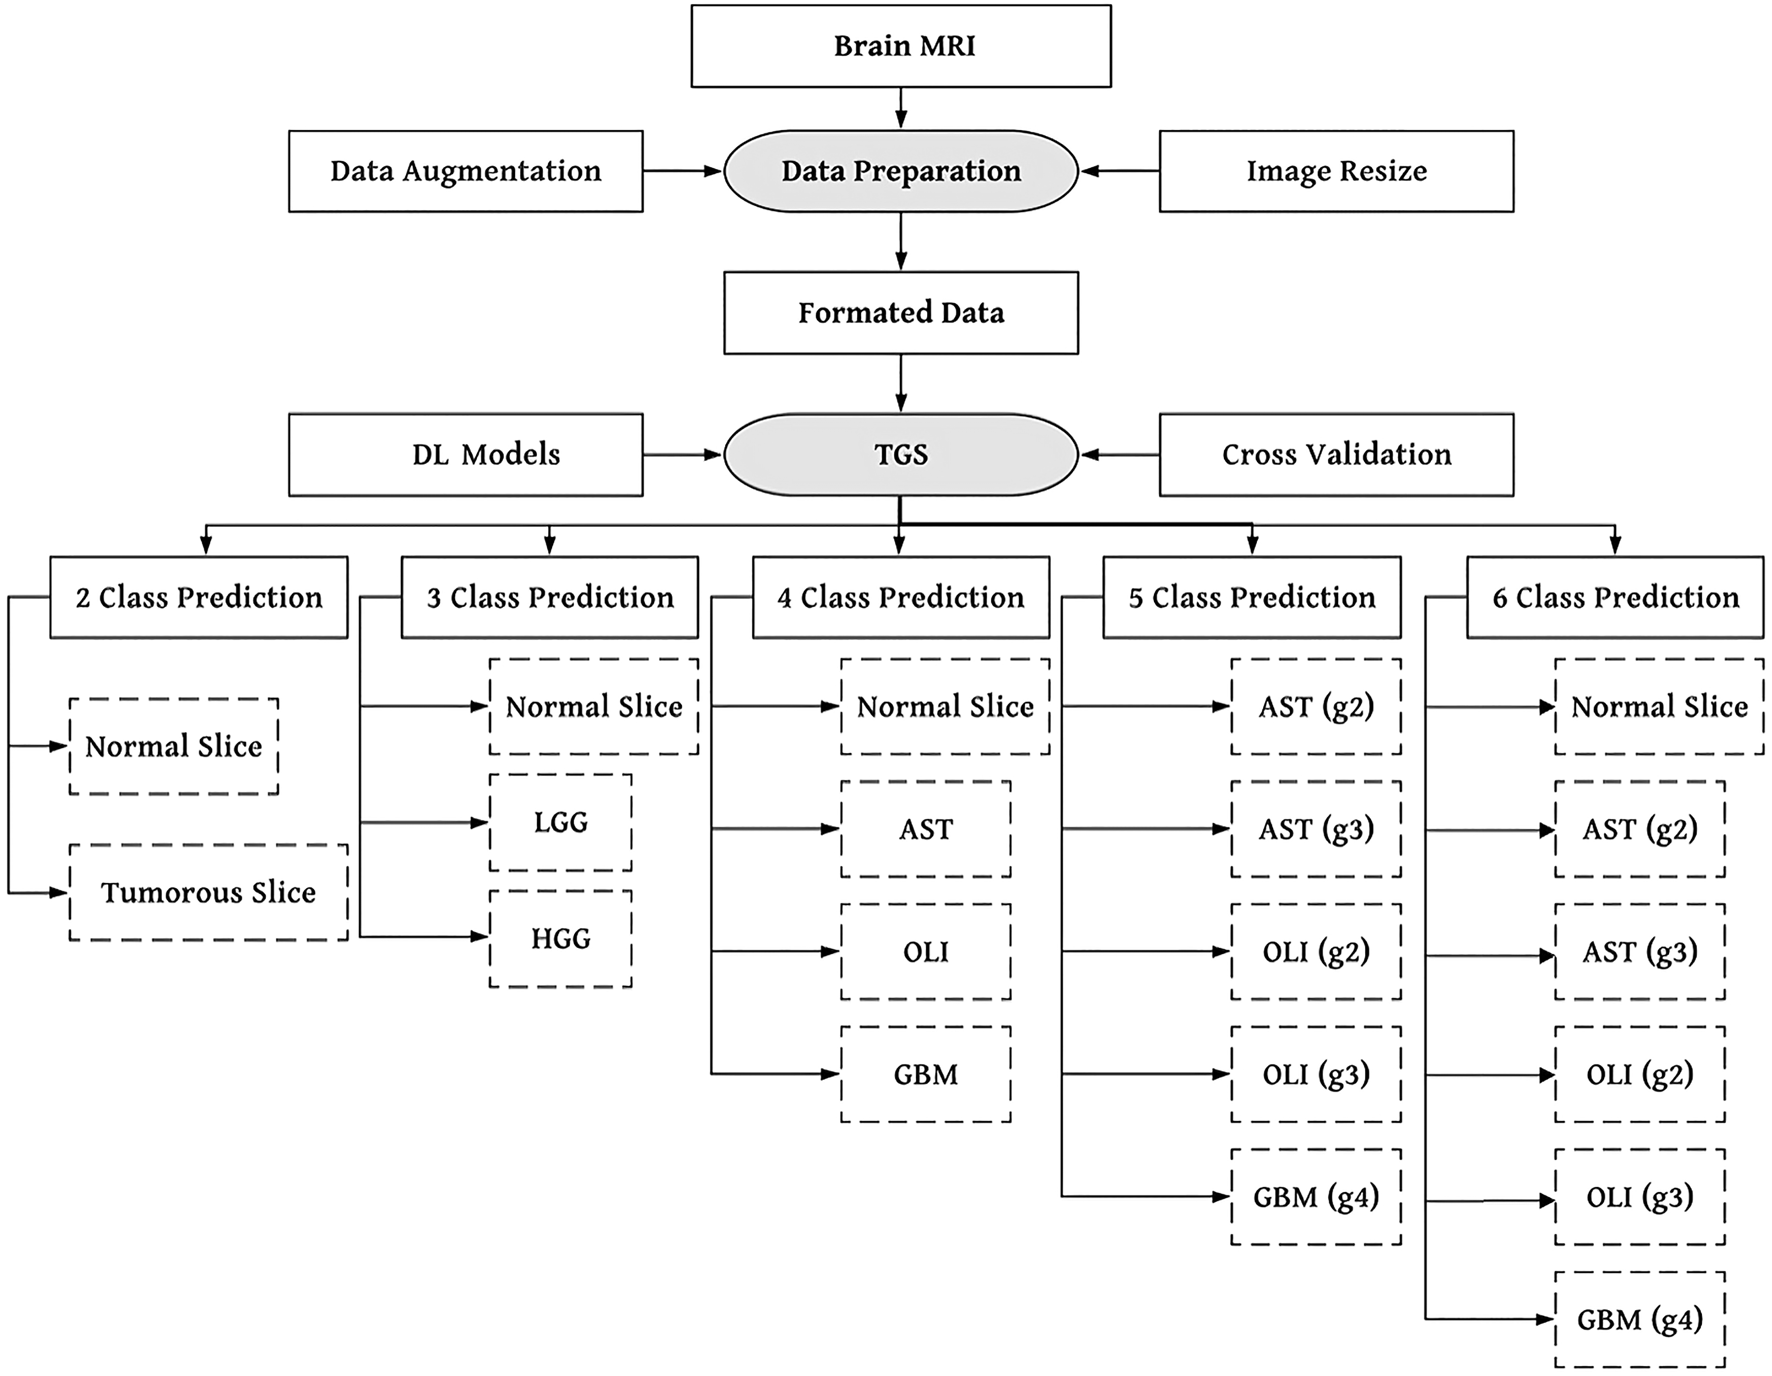 Brain MRI
Data Augmentation
Data Preparation
Image Resize
Formated Data
DL Models
TGS
Cross Validation
2 Class Prediction
3 Class Prediction
4 Class Prediction
5 Class Prediction
6 Class Prediction
Normal Slice
Tumorous Slice
Normal Slice
LGG
HGG
Normal Slice
AST
OLI
GBM
AST (g2)
AST (g3)
OLI (g2)
OLI (g3)
GBM (g4)
Normal Slice
AST (g2)
AST (g3)
OLI (g2)
OLI (g3)
GBM (g4)